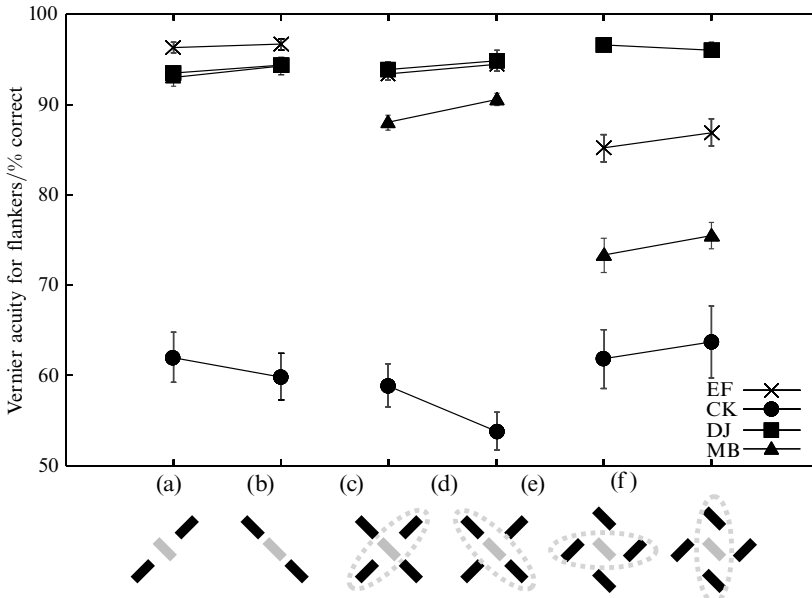 100
90
80
70
60
50
Vernier acuity for flankers/% correct
EF
CK
DJ
MB
(a) (b) (c) (d) (e) (f)